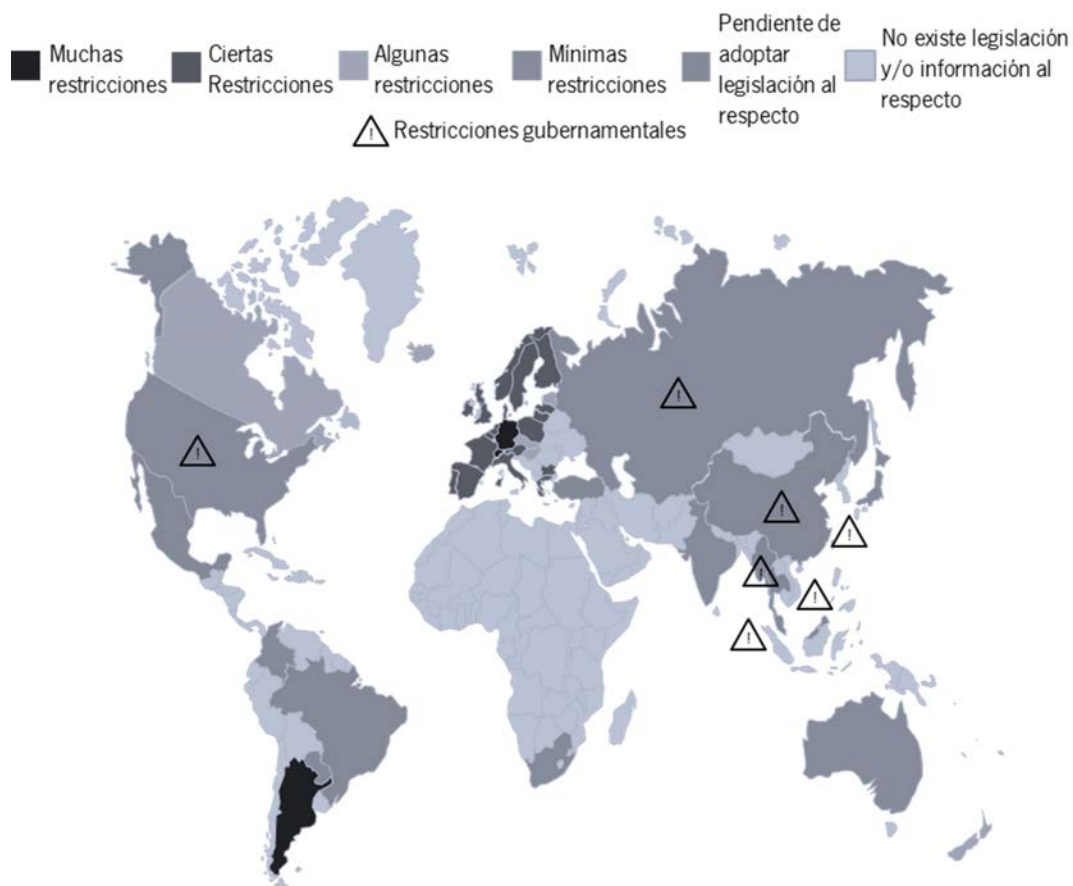 Muchas
restricciones
Ciertas
Restricciones
Algunas
restricciones
Mínimas
restricciones
Pendiente de
adoptar
legislación al
respecto
No existe legislación
y/o información al
respecto
! Restricciones gubernamentales
!
!
!
!
!
!
!